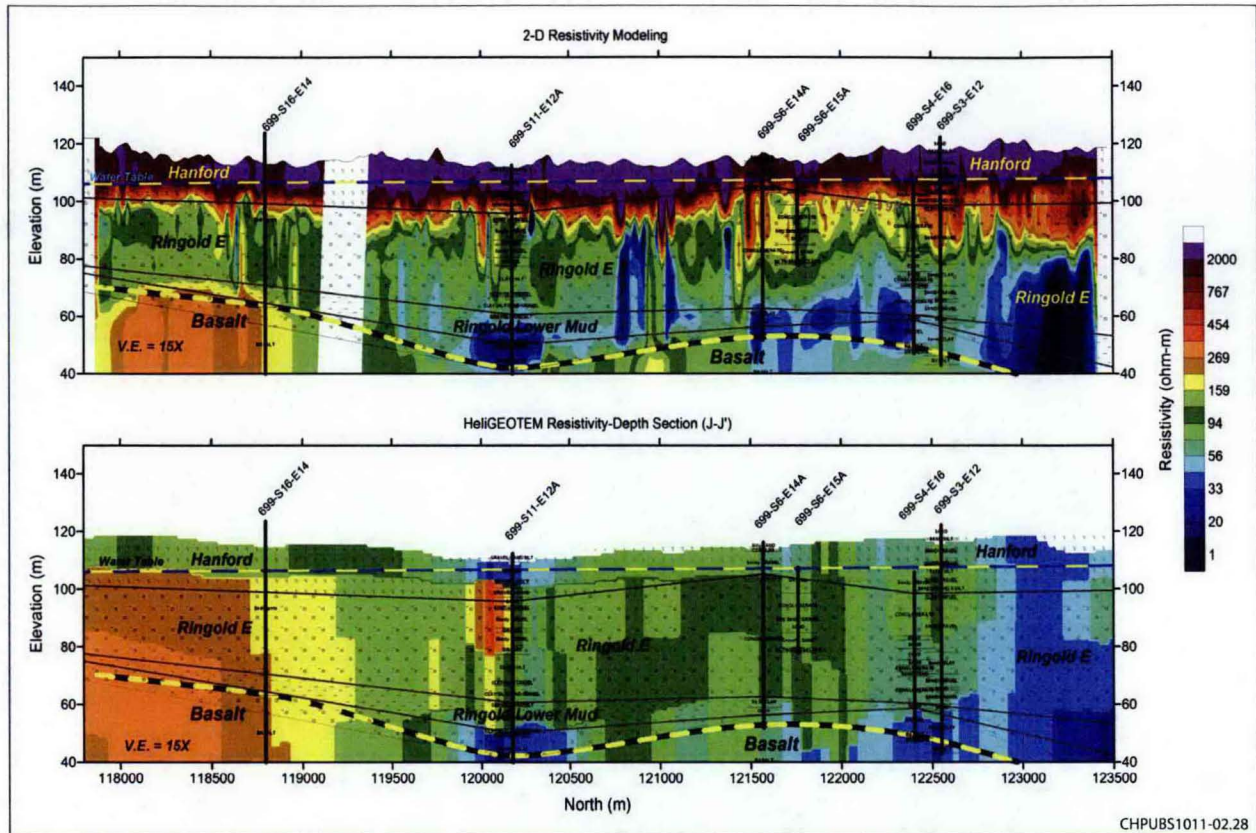 2-D Resistivity Modeling
699-S16-E14
699-S11-E12A
699-S6-E14A
699-S6-E15A
699-S4-E16
699-S3-E12
140
120
100
80
60
40
Elevation (m)
Water Table
Hanford
Hanford
Ringold E
Ringold E
Ringold E
Ringold Lower Mud
Basalt
Basalt
V.E. = 15X
140
120
100
80
60
40
HeliGEOTEM Resistivity-Depth Section (J-J')
699-S16-E14
699-S11-E12A
699-S6-E14A
699-S6-E15A
699-S4-E16
699-S3-E12
140
120
100
80
60
40
Elevation (m)
Water Table
Hanford
Hanford
Ringold E
Ringold E
Ringold E
Ringold Lower Mud
Basalt
Basalt
V.E. = 15X
140
120
100
80
60
40
118000 118500 119000 119500 120000 120500 121000 121500 122000 122500 123000 123500
North (m)
Resistivity (ohm-m)
2000
767
454
269
159
94
56
33
20
1
CHPUBS1011-02.28